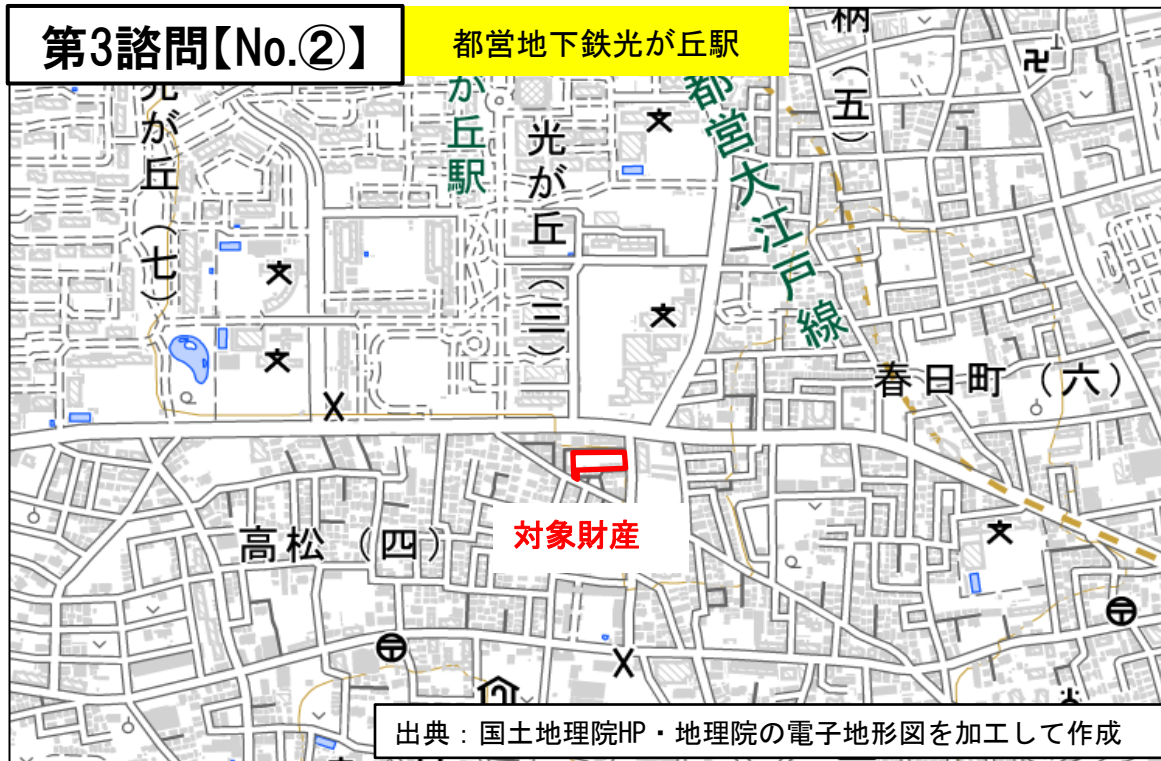 第3諮問【No.②】
都営地下鉄光が丘駅
光が丘（七）
が丘駅
光が丘（三）
都営大江戸線
柄（五）
春日町（六）
高松（四）
対象財産
出典：国土地理院HP・地理院の電子地形図を加工して作成